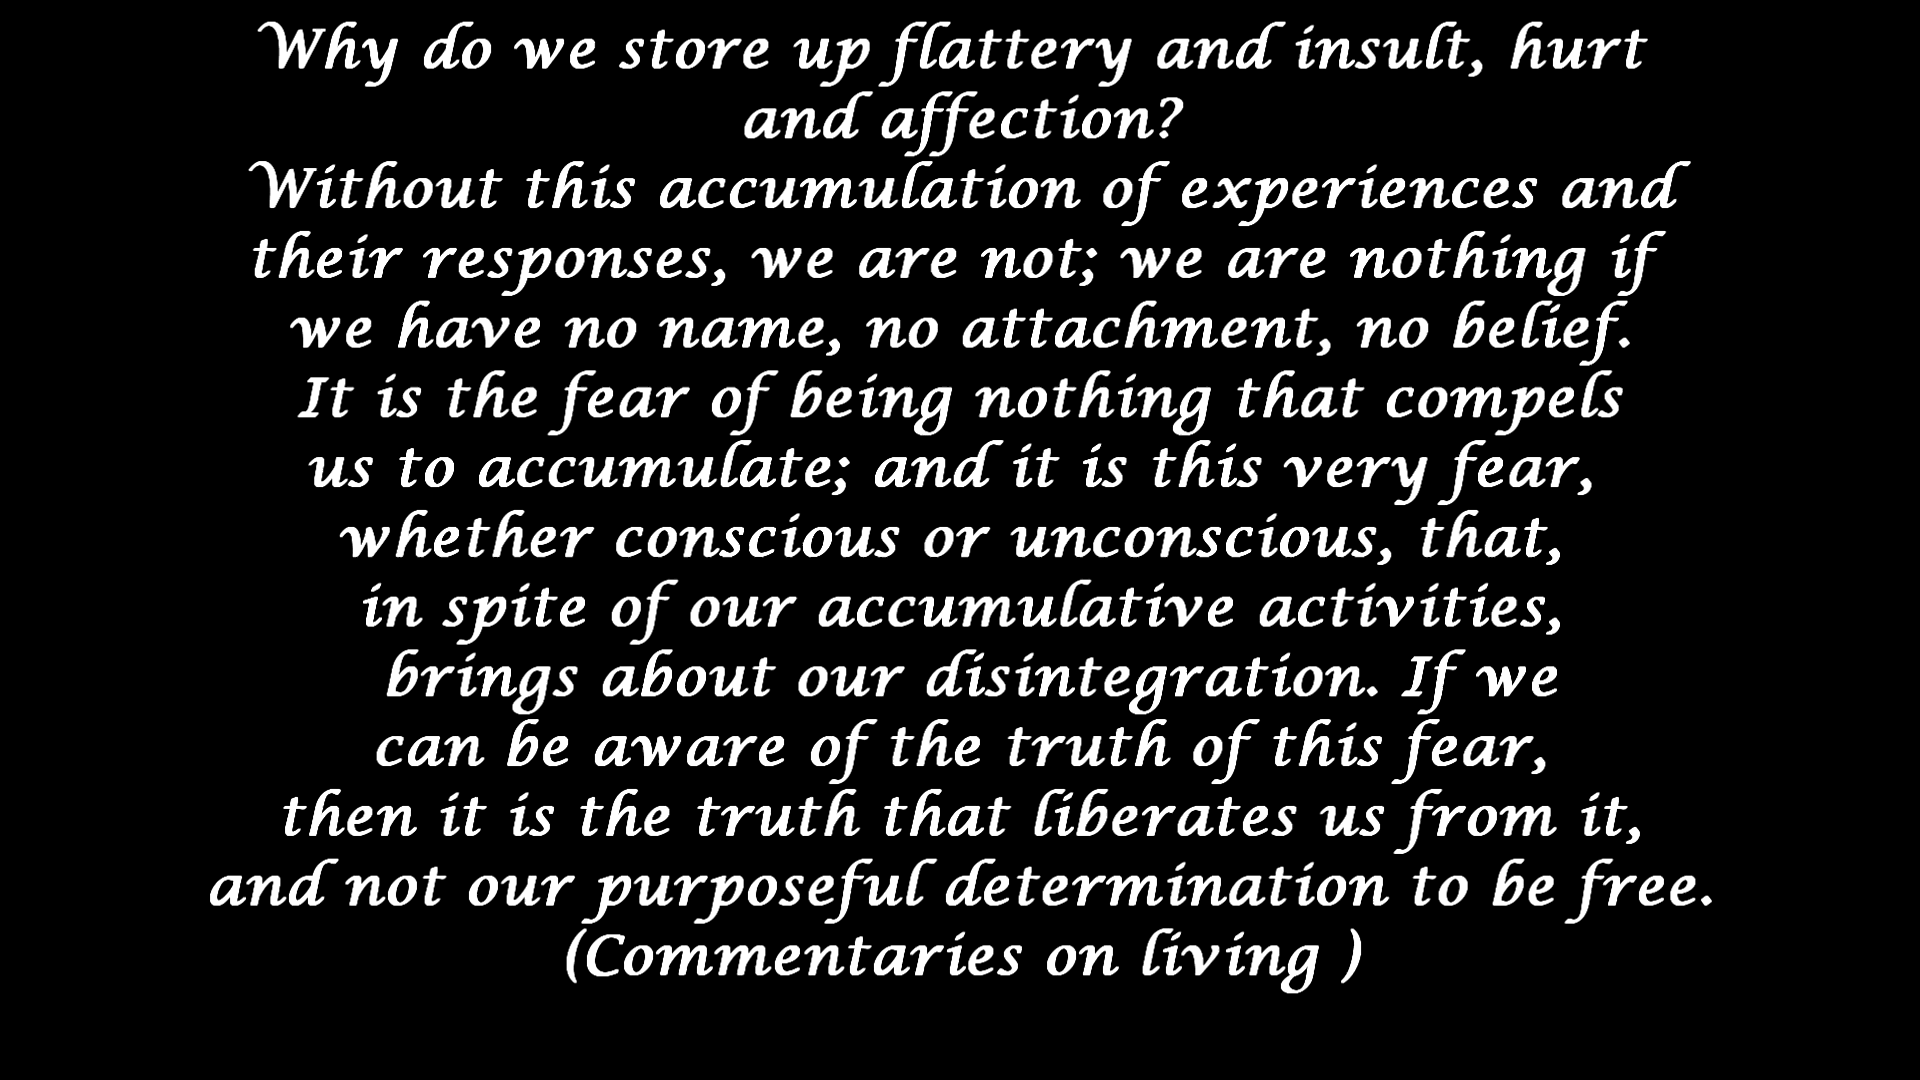 Why do we store up flattery and insult, hurt
and affection?
Without this accumulation of experiences and
their responses, we are not; we are nothing if
we have no name, no attachment, no belief.
It is the fear of being nothing that compels
us to accumulate; and it is this very fear,
whether conscious or unconscious, that,
in spite of our accumulative activities,
brings about our disintegration. If we
can be aware of the truth of this fear,
then it is the truth that liberates us from it,
and not our purposeful determination to be free.
(Commentaries on living )